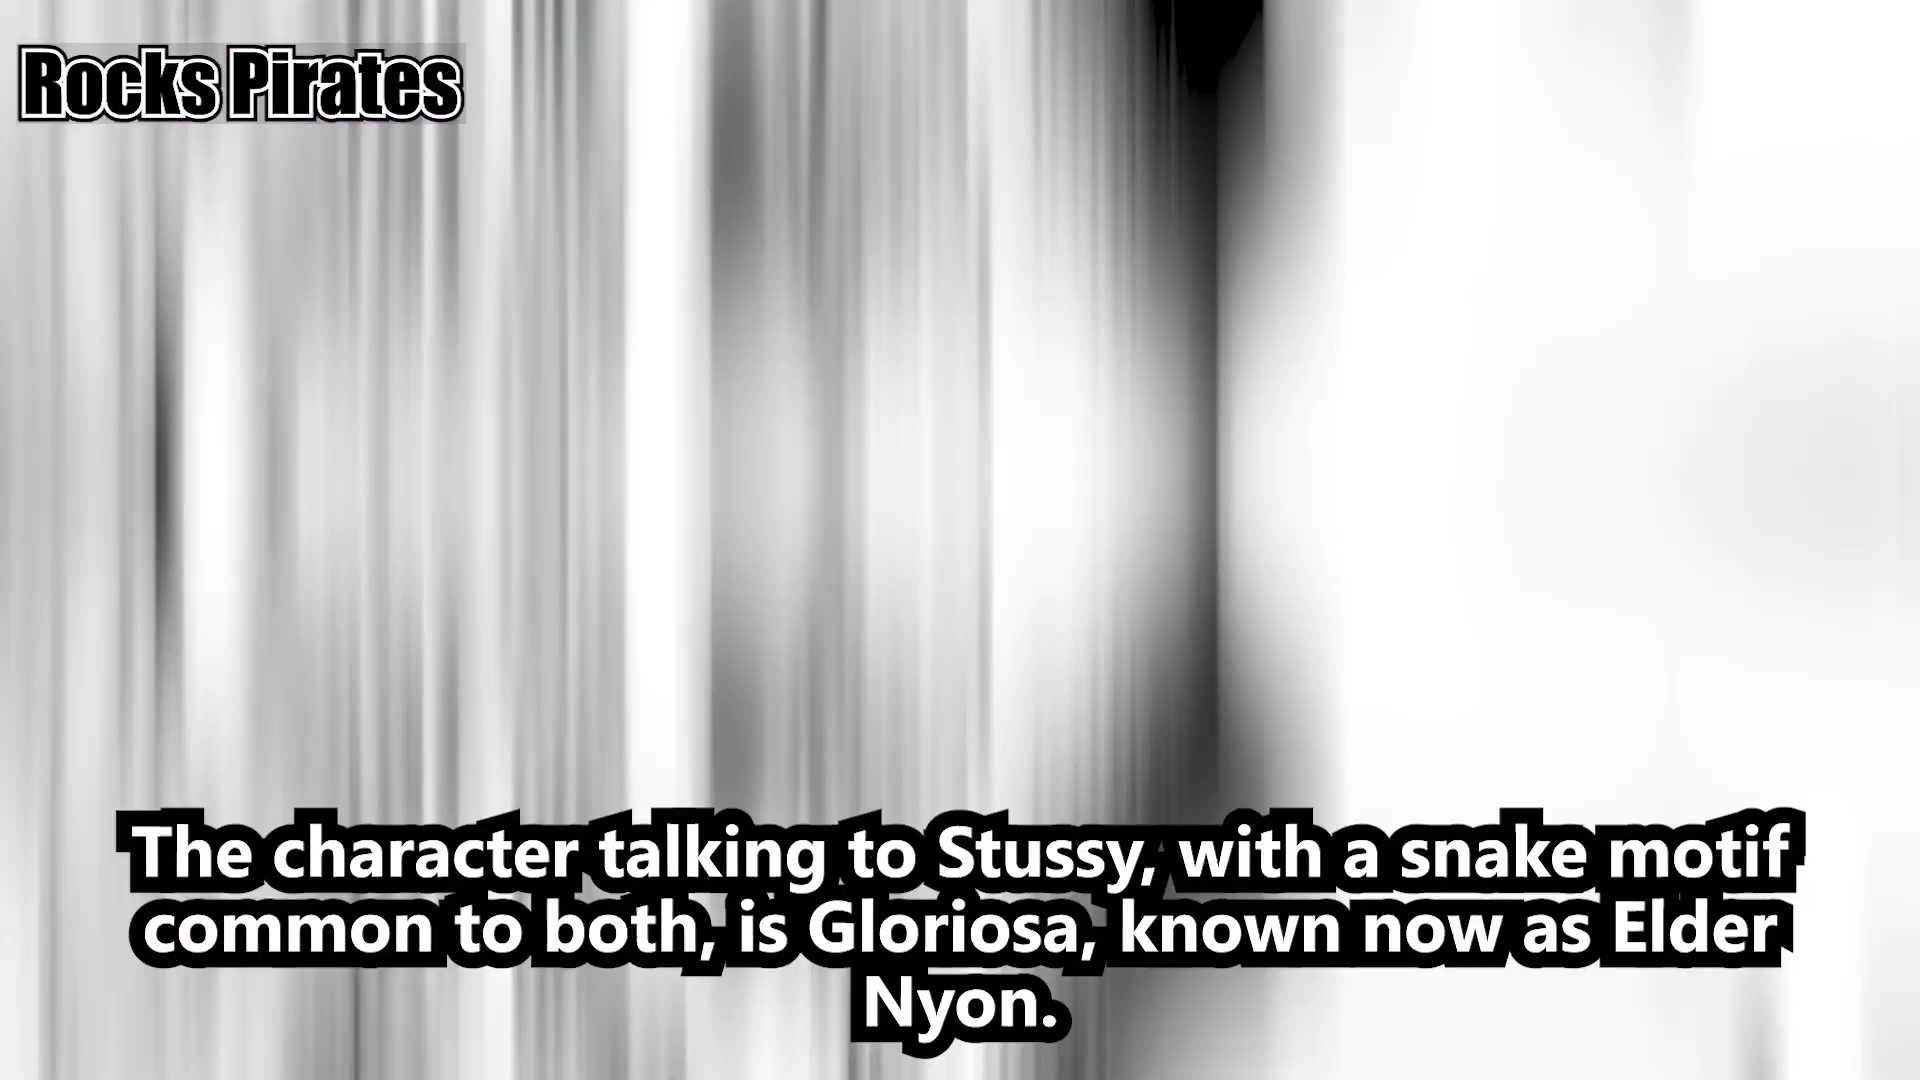 Rocks Pirates
The character talking to Stussy, with a snake motif
common to both, is Gloriosa, known now as Elder
Nyon.